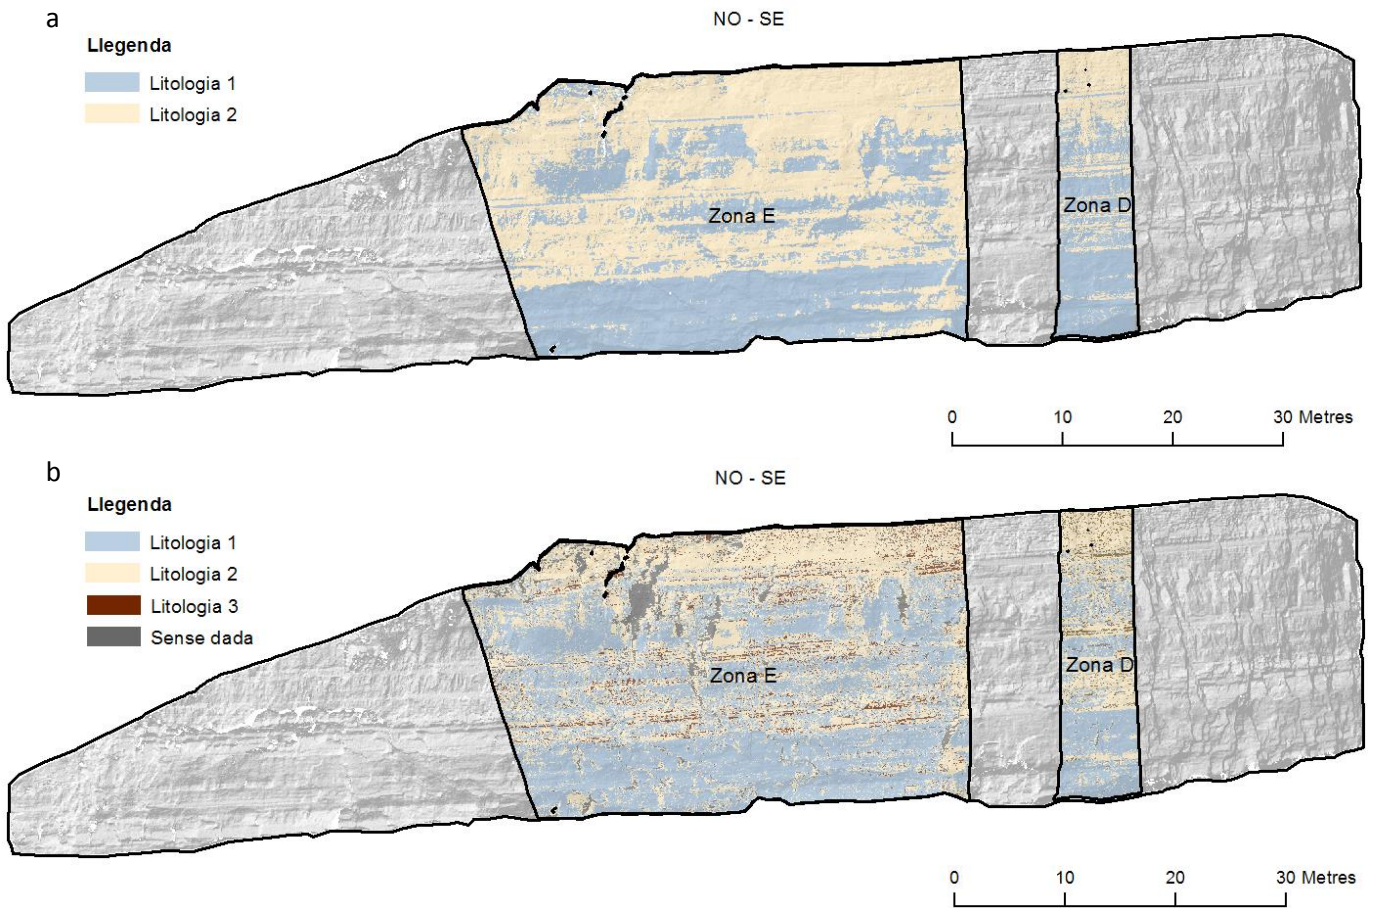 a
NO - SE
Llegenda
Litologia 1
Litologia 2
Zona E
Zona D
0 10 20 30 Metres
b
NO - SE
Llegenda
Litologia 1
Litologia 2
Litologia 3
Sense dada
Zona E
Zona D
0 10 20 30 Metres